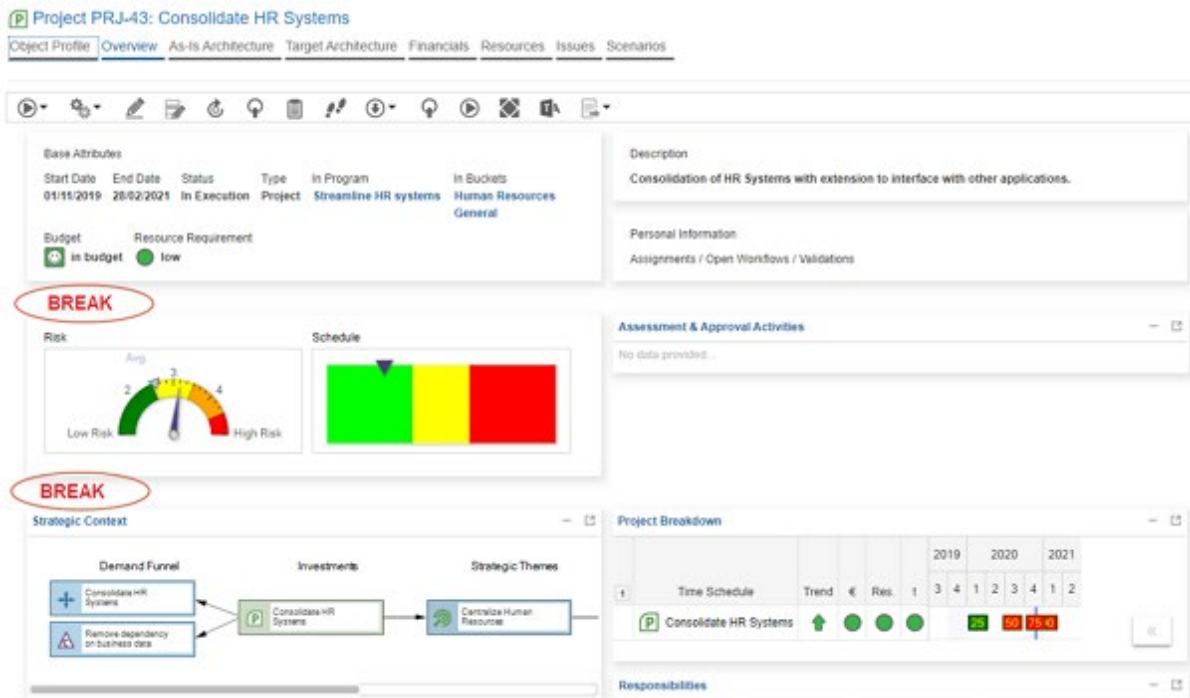 Project PRJ-43: Consolidate HR Systems
Object Profile Overview As-Is Architecture Target Architecture Financials Resources Issues Scenarios
Base Attributes
Start Date End Date Status Type In Program In Buckets
01/11/2019 28/02/2021 In Execution Project Streamline HR systems Human Resources
General
Budget Resource Requirement
in budget low
Description
Consolidation of HR Systems with extension to interface with other applications.
Personal Information
Assignments / Open Workflows / Validations
BREAK
Risk Schedule
Avg.
2 3 4
Low Risk High Risk
Assessment & Approval Activities
No data provided...
BREAK
Strategic Context
Demand Funnel Investments Strategic Themes
Consolidate HR
Systems
Remove dependency
on business data
Consolidate HR
Systems
Centralize Human
Resources
Project Breakdown
2019 2020 2021
Time Schedule Trend € Res. 3 4 1 2 3 4 1 2
Consolidate HR Systems 25 50 75
Responsibilities